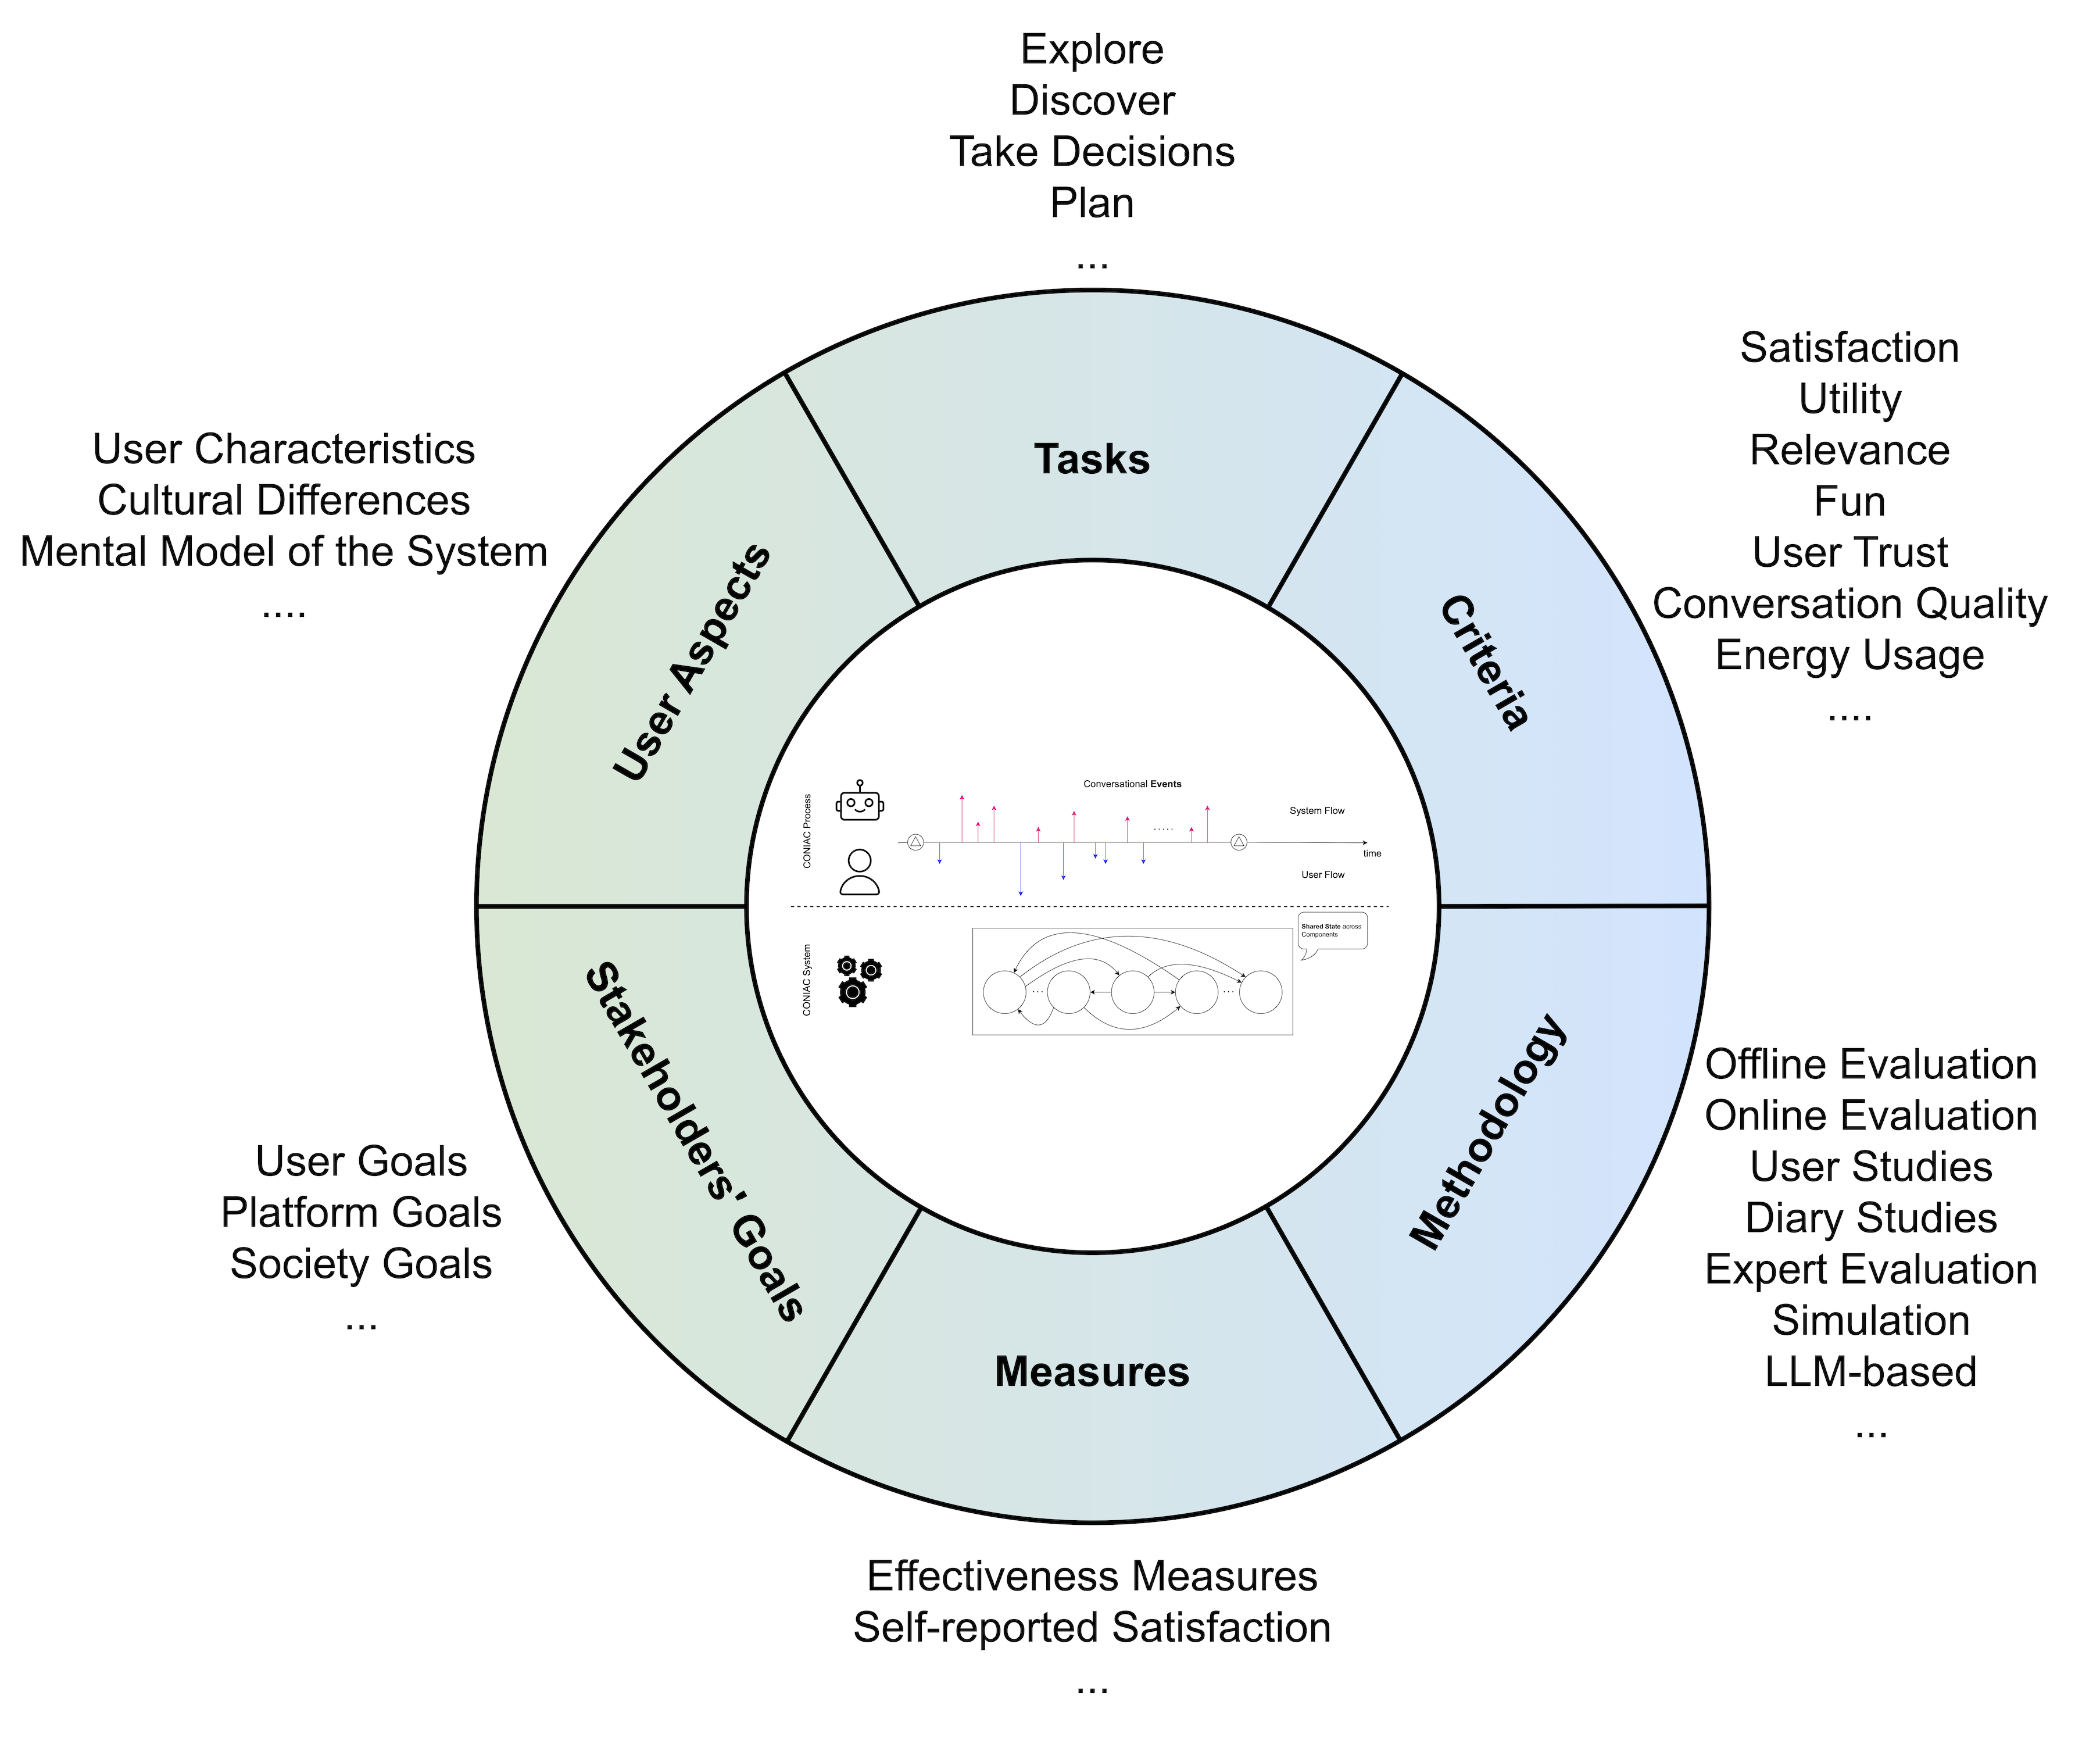 Explore
Discover
Take Decisions
Plan
...
Tasks
Satisfaction
Utility
Relevance
Fun
User Trust
Conversation Quality
Energy Usage
....
Criteria
User Characteristics
Cultural Differences
Mental Model of the System
....
User Aspects
CONIAC Process
Conversational Events
System Flow
.....
time
User Flow
CONIAC System
Shared State across
Components
...
...
Offline Evaluation
Online Evaluation
User Studies
Diary Studies
Expert Evaluation
Simulation
LLM-based
...
Methodology
User Goals
Platform Goals
Society Goals
...
Stakeholders' Goals
Measures
Effectiveness Measures
Self-reported Satisfaction
...